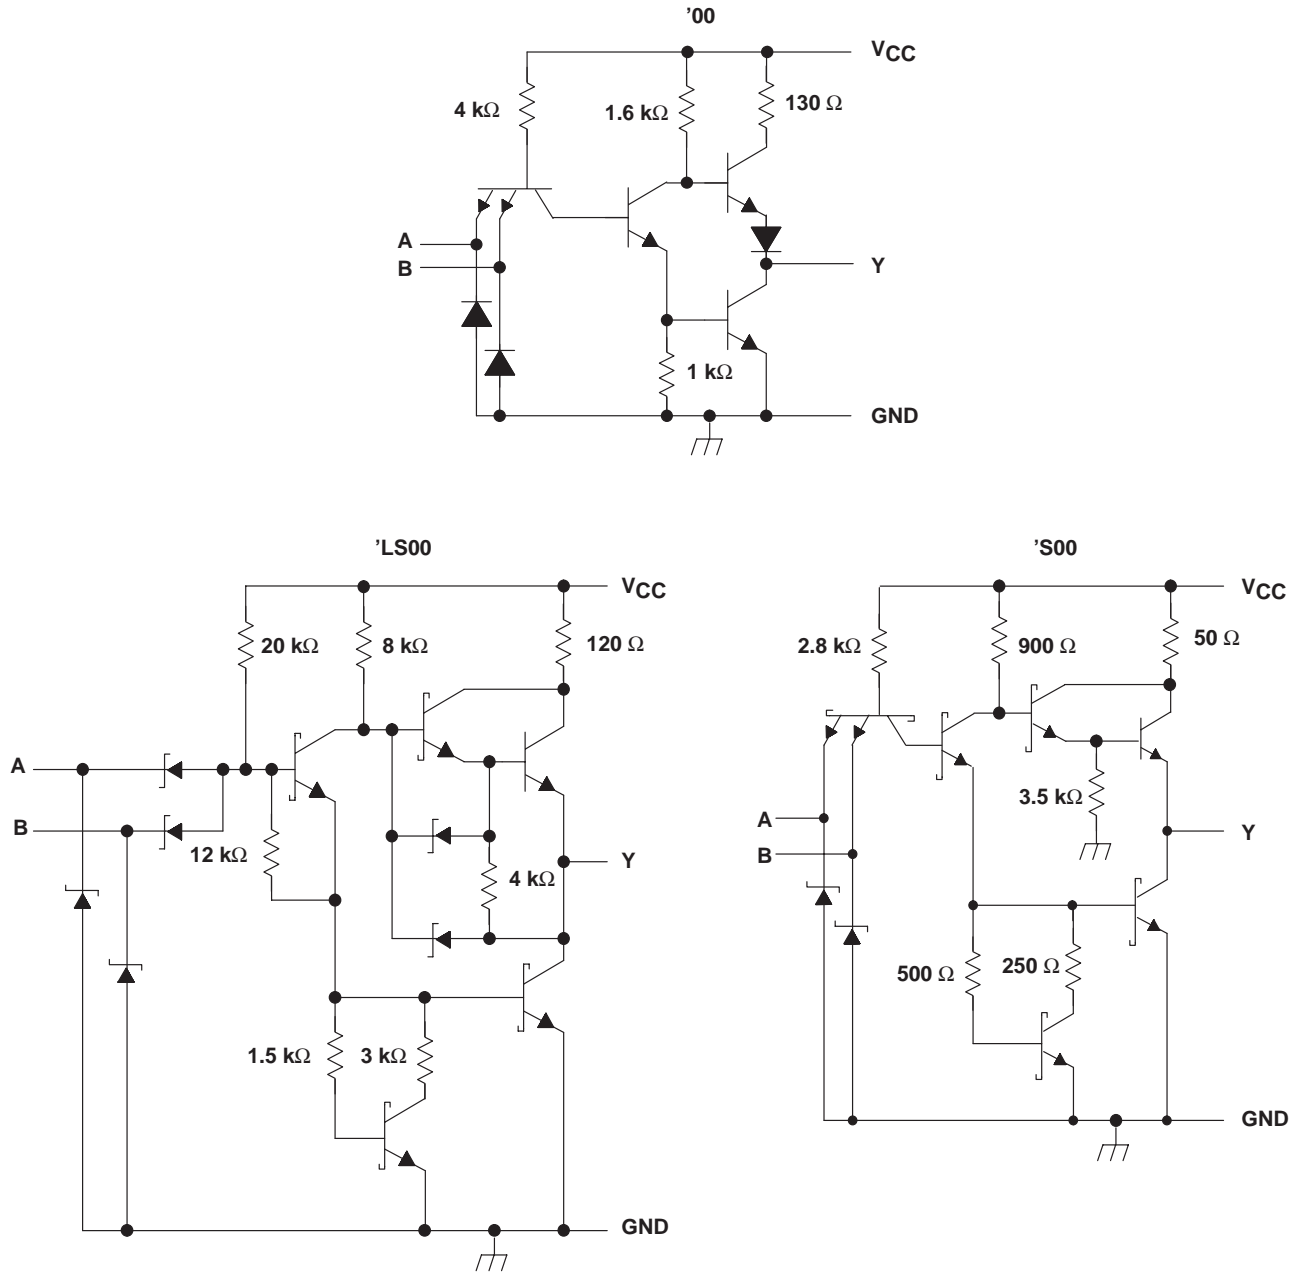 ’00
VCC
4 kΩ
1.6 kΩ
130 Ω
A
B
Y
1 kΩ
GND
’LS00
VCC
20 kΩ
8 kΩ
120 Ω
A
B
12 kΩ
Y
4 kΩ
1.5 kΩ
3 kΩ
GND
’S00
VCC
2.8 kΩ
900 Ω
50 Ω
3.5 kΩ
A
B
Y
500 Ω
250 Ω
GND